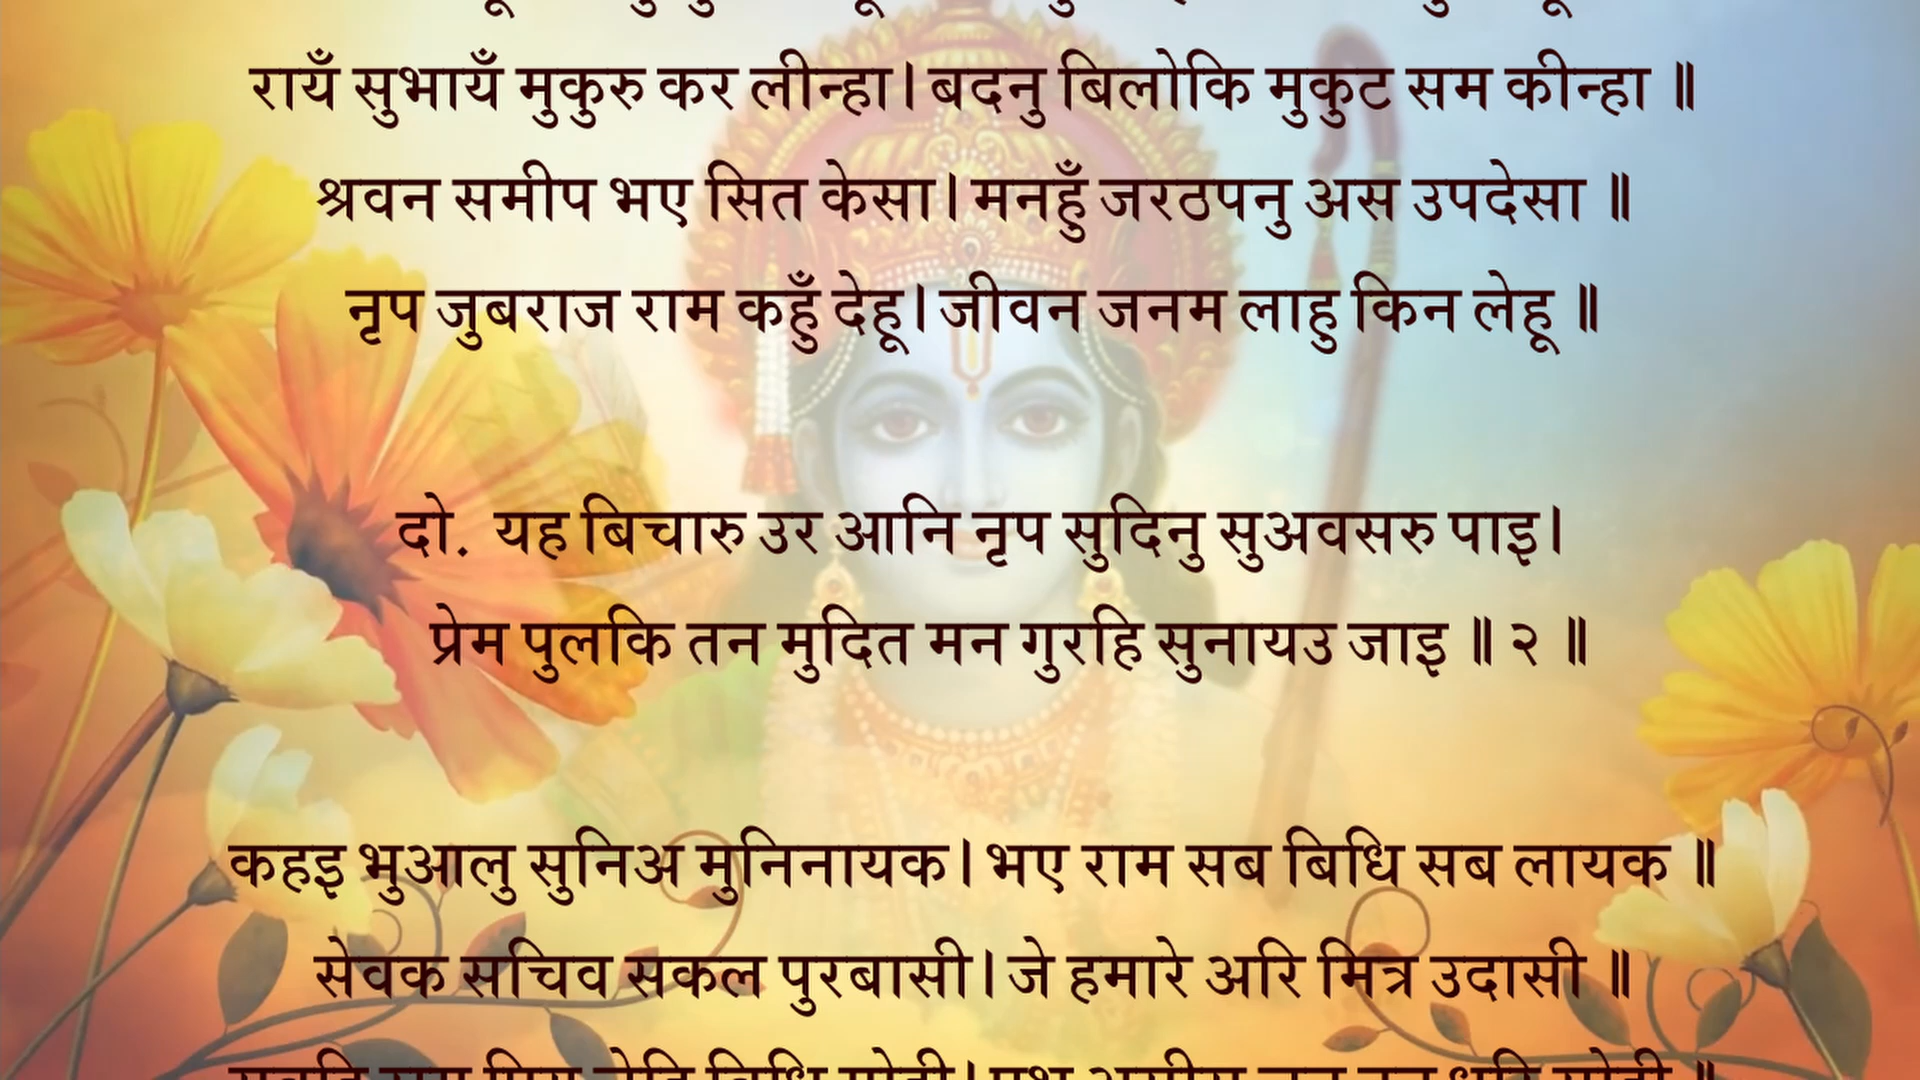 रायँ सुभायँ मुकुरु कर लीन्हा। बदनु बिलोकि मुकुट सम कीन्हा ॥
श्रवन समीप भए सित केसा। मनहुँ जरठपनु अस उपदेसा ॥
नृप जुबराज राम कहुँ देहू। जीवन जनम लाहु किन लेहू ॥
दो. यह बिचारु उर आनि नृप सुदिनु सुअवसरु पाइ।
प्रेम पुलकि तन मुदित मन गुरहि सुनायउ जाइ ॥ २ ॥
कहइ भुआलु सुनिअ मुनिनायक। भए राम सब बिधि सब लायक ॥
सेवक सचिव सकल पुरबासी। जे हमारे अरि मित्र उदासी ॥